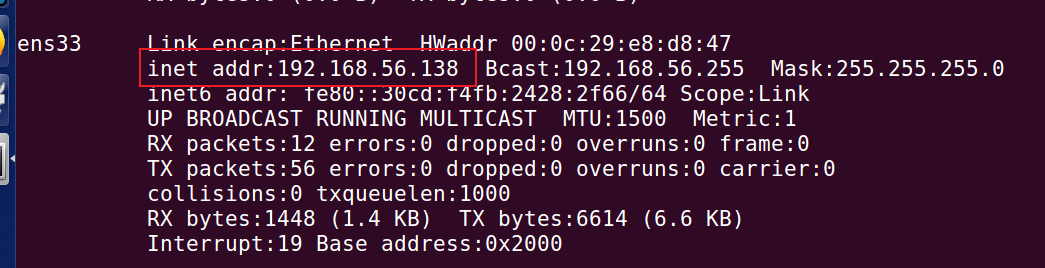 ens33 Link encap:Ethernet HWaddr 00:0c:29:e8:d8:47
inet addr:192.168.56.138 Bcast:192.168.56.255 Mask:255.255.255.0
inet6 addr: fe80::30cd:f4fb:2428:2f66/64 Scope:Link
UP BROADCAST RUNNING MULTICAST MTU:1500 Metric:1
RX packets:12 errors:0 dropped:0 overruns:0 frame:0
TX packets:56 errors:0 dropped:0 overruns:0 carrier:0
collisions:0 txqueuelen:1000
RX bytes:1448 (1.4 KB) TX bytes:6614 (6.6 KB)
Interrupt:19 Base address:0x2000